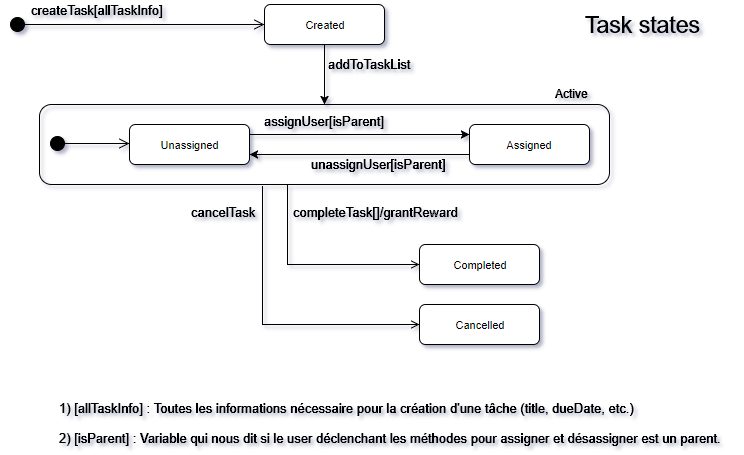 createTask[allTaskInfo]
Created
Task states
addToTaskList
Active
assignUser[isParent]
Unassigned
Assigned
unassignUser[isParent]
cancelTask
completeTask[]/grantReward
Completed
Cancelled
1) [allTaskInfo] : Toutes les informations nécessaire pour la création d'une tâche (title, dueDate, etc.)
2) [isParent] : Variable qui nous dit si le user déclenchant les méthodes pour assigner et désassigner est un parent.